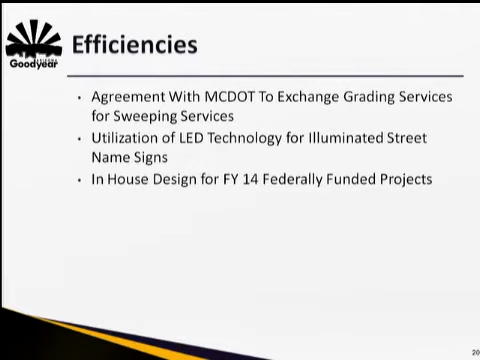 Efficiencies
Goodyear
• Agreement With MCDOT To Exchange Grading Services
for Sweeping Services
• Utilization of LED Technology for Illuminated Street
Name Signs
• In House Design for FY 14 Federally Funded Projects
20